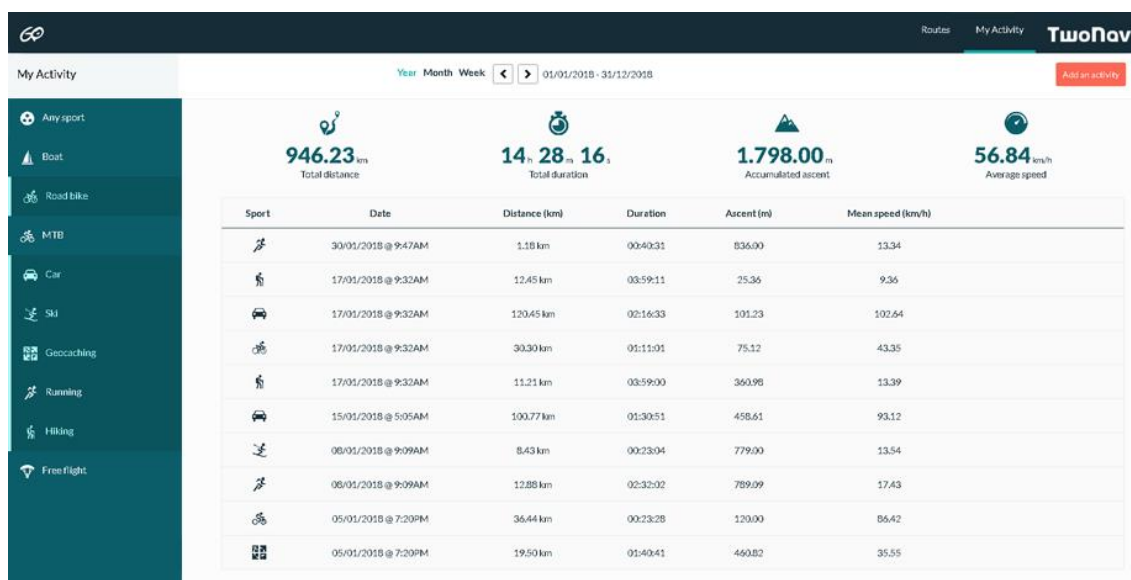 Routes My Activity TwoNav
My Activity
Year Month Week 01/01/2018 - 31/12/2018
Add an activity
Any sport
Boat
Road bike
MTB
Car
Ski
Geocaching
Running
Hiking
Free flight
946.23 km 14 h 28 m 16 s 1.798.00 m 56.84 km/h
Total distance Total duration Accumulated ascent Average speed
Sport Date Distance (km) Duration Ascent (m) Mean speed (km/h)
30/01/2018 @ 9:47AM 1.18 km 00:40:31 836.00 13.34
17/01/2018 @ 9:32AM 12.45 km 03:59:11 25.36 9.36
17/01/2018 @ 9:32AM 120.45 km 02:16:33 101.23 102.64
17/01/2018 @ 9:32AM 30.30 km 01:11:01 75.12 43.35
17/01/2018 @ 9:32AM 11.21 km 03:59:00 360.98 13.39
15/01/2018 @ 5:05AM 100.77 km 01:30:51 458.61 93.12
08/01/2018 @ 9:09AM 8.43 km 00:23:04 779.00 13.54
08/01/2018 @ 9:09AM 12.88 km 02:32:02 789.09 17.43
05/01/2018 @ 7:20PM 36.44 km 00:23:28 120.00 86.42
05/01/2018 @ 7:20PM 19.50 km 01:40:41 460.82 35.55